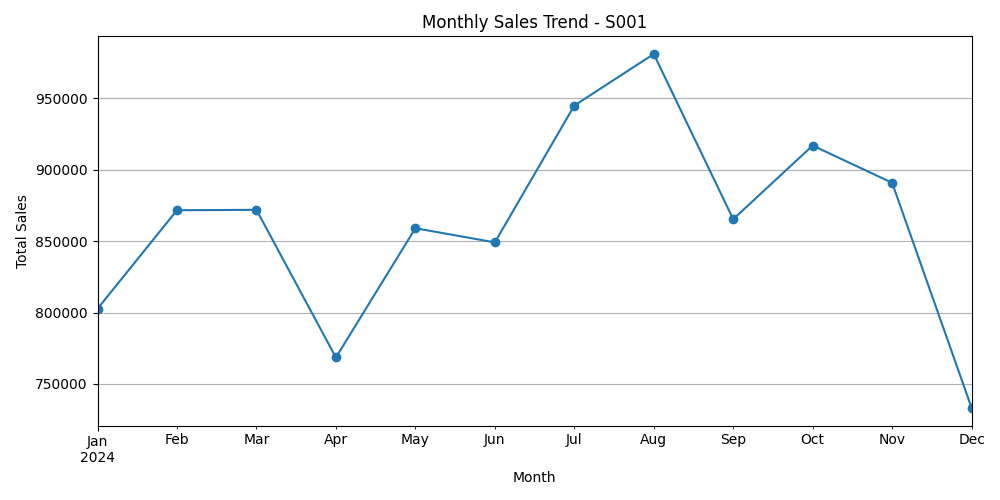 Monthly Sales Trend - S001
Total Sales
950000
900000
850000
800000
750000
Jan Feb Mar Apr May Jun Jul Aug Sep Oct Nov Dec
2024
Month